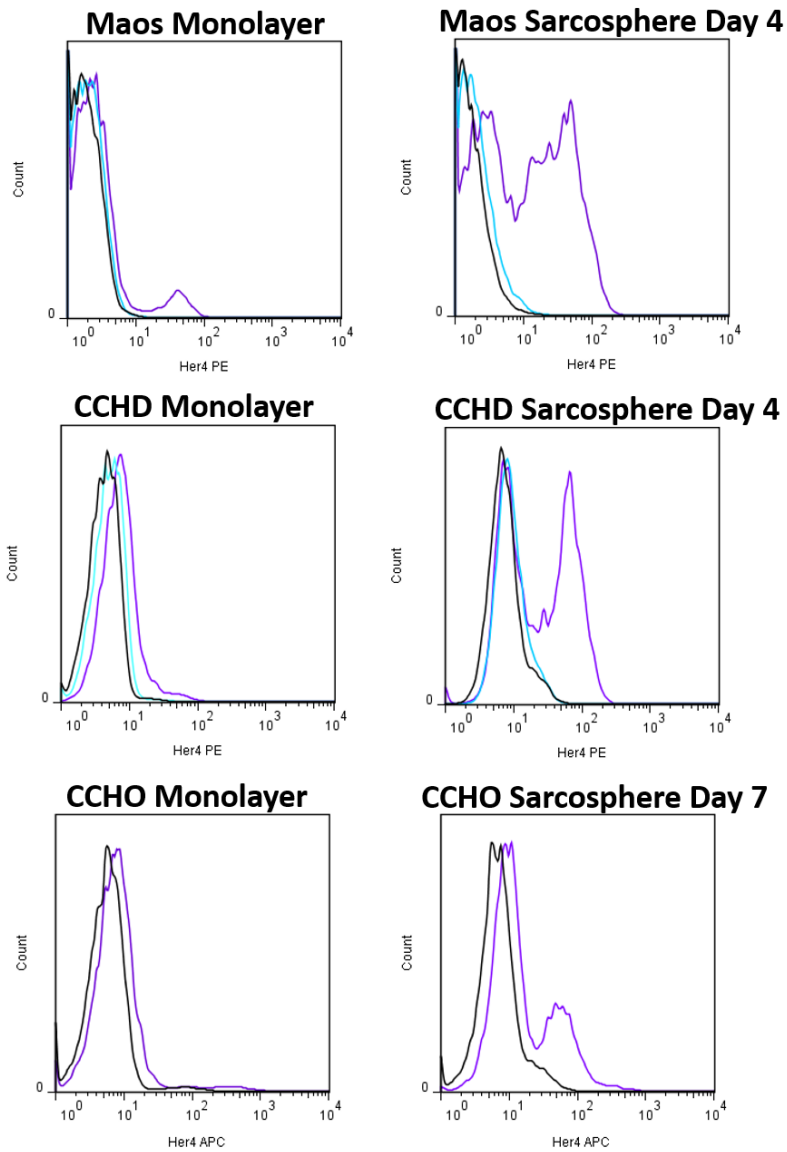 Maos Monolayer
Count
0
10^0 10^1 10^2 10^3 10^4
Her4 PE
Maos Sarcosphere Day 4
Count
0
10^0 10^1 10^2 10^3 10^4
Her4 PE
CCHD Monolayer
Count
0
10^0 10^1 10^2 10^3 10^4
Her4 PE
CCHD Sarcosphere Day 4
Count
0
10^0 10^1 10^2 10^3 10^4
Her4 PE
CCHO Monolayer
Count
0
10^0 10^1 10^2 10^3 10^4
Her4 APC
CCHO Sarcosphere Day 7
Count
0
10^0 10^1 10^2 10^3 10^4
Her4 APC